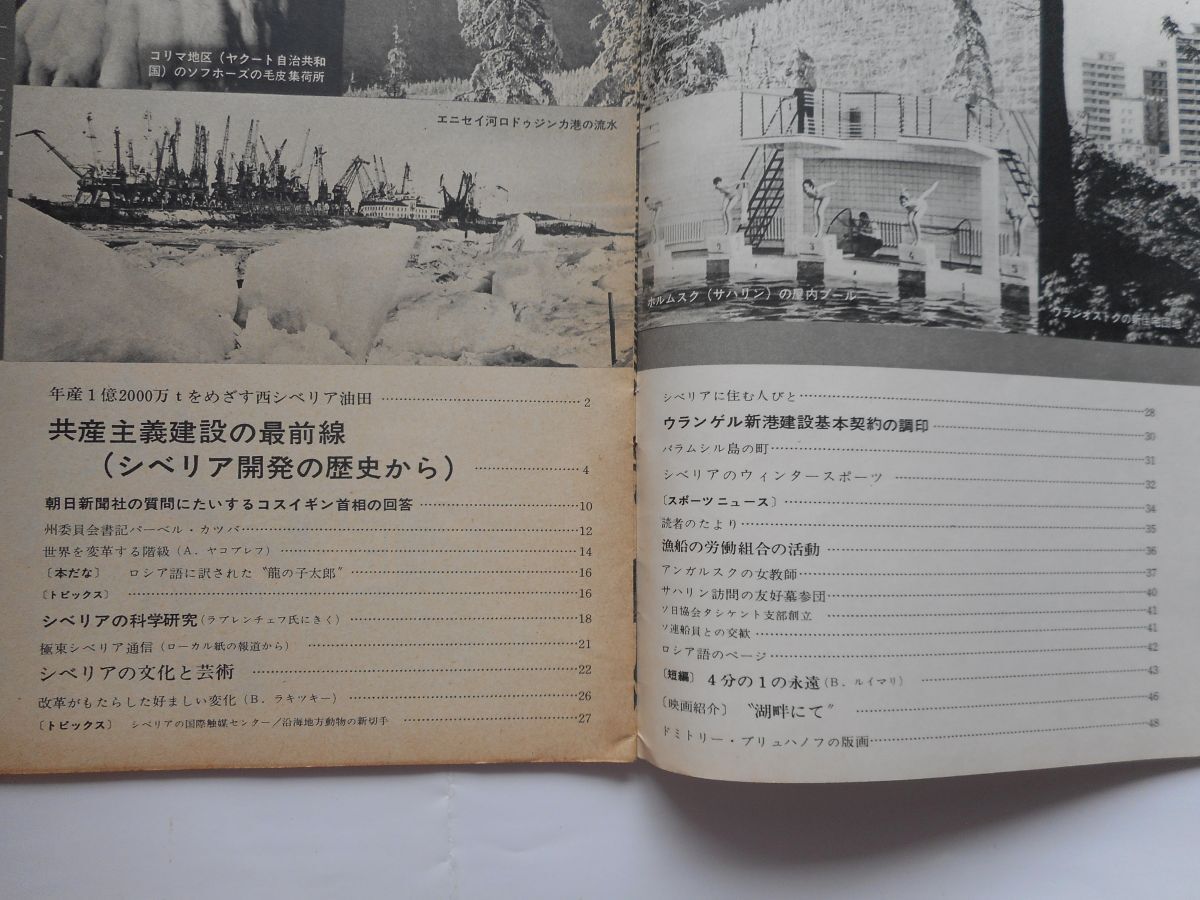 コリマ地区（ヤクート自治共和
国）のソフホーズの毛皮集荷所
エニセイ河口ドゥジンカ港の流氷
ホルムスク（サハリン）の屋内プール
ウラジオストクの新住宅団地
年産1億2000万tをめざす西シベリア油田 2
共産主義建設の最前線
（シベリア開発の歴史から） 4
朝日新聞社の質問にたいするコスイギン首相の回答 10
州委員会書記パーベル・カツバ 12
世界を変革する階級（A. ヤコブレフ） 14
〔本だな〕 ロシア語に訳された〝龍の子太郎〟 16
〔トピックス〕 16
シベリアの科学研究（ラブレンチェフ氏にきく） 18
極東シベリア通信（ローカル紙の報道から） 21
シベリアの文化と芸術 22
改革がもたらした好ましい変化（B. ラキツキー） 26
〔トピックス〕 シベリアの国際触媒センター／沿海地方動物の新切手 27
シベリアに住む人びと 28
ウランゲル新港建設基本契約の調印 30
パラムシル島の町 31
シベリアのウィンタースポーツ 32
〔スポーツニュース〕 34
読者のたより 35
漁船の労働組合の活動 36
アンガルスクの女教師 37
サハリン訪問の友好墓参団 40
ソ日協会タシケント支部創立 41
ソ連船員との交歓 41
ロシア語のページ 42
〔短編〕 4分の1の永遠（B. ルイマリ） 43
〔映画紹介〕 〝湖畔にて〟 46
ドミトリー・ブリュハノフの版画 48
2
3
4
5